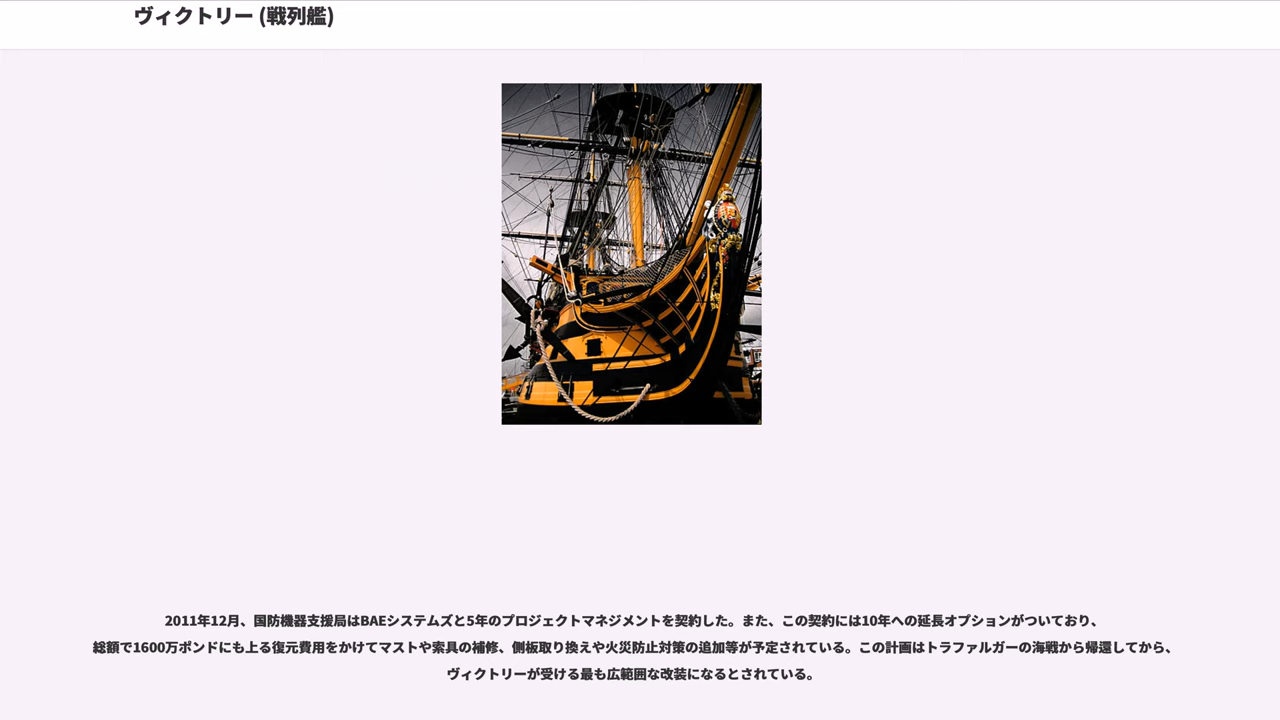 ヴィクトリー (戦列艦)
2011年12月、国防機器支援局はBAEシステムズと5年のプロジェクトマネジメントを契約した。また、この契約には10年への延長オプションがついており、
総額で1600万ポンドにも上る復元費用をかけてマストや索具の補修、側板取り換えや火災防止対策の追加等が予定されている。この計画はトラファルガーの海戦から帰還してから、
ヴィクトリーが受ける最も広範囲な改装になるとされている。